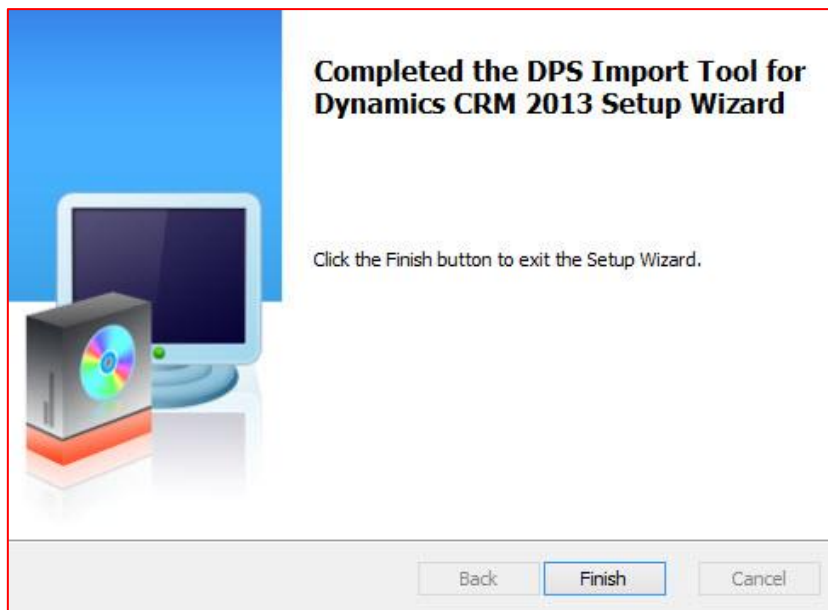 Completed the DPS Import Tool for
Dynamics CRM 2013 Setup Wizard
Click the Finish button to exit the Setup Wizard.
Back
Finish
Cancel